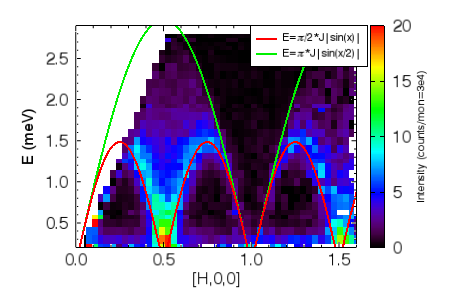 E=π/2*J|sin(x)|
E=π*J|sin(x/2)|
2.5
2.0
1.5
1.0
0.5
E (meV)
0.0
0.5
1.0
1.5
[H,0,0]
20
15
10
5
0
Intensity (counts/mon=3e4)